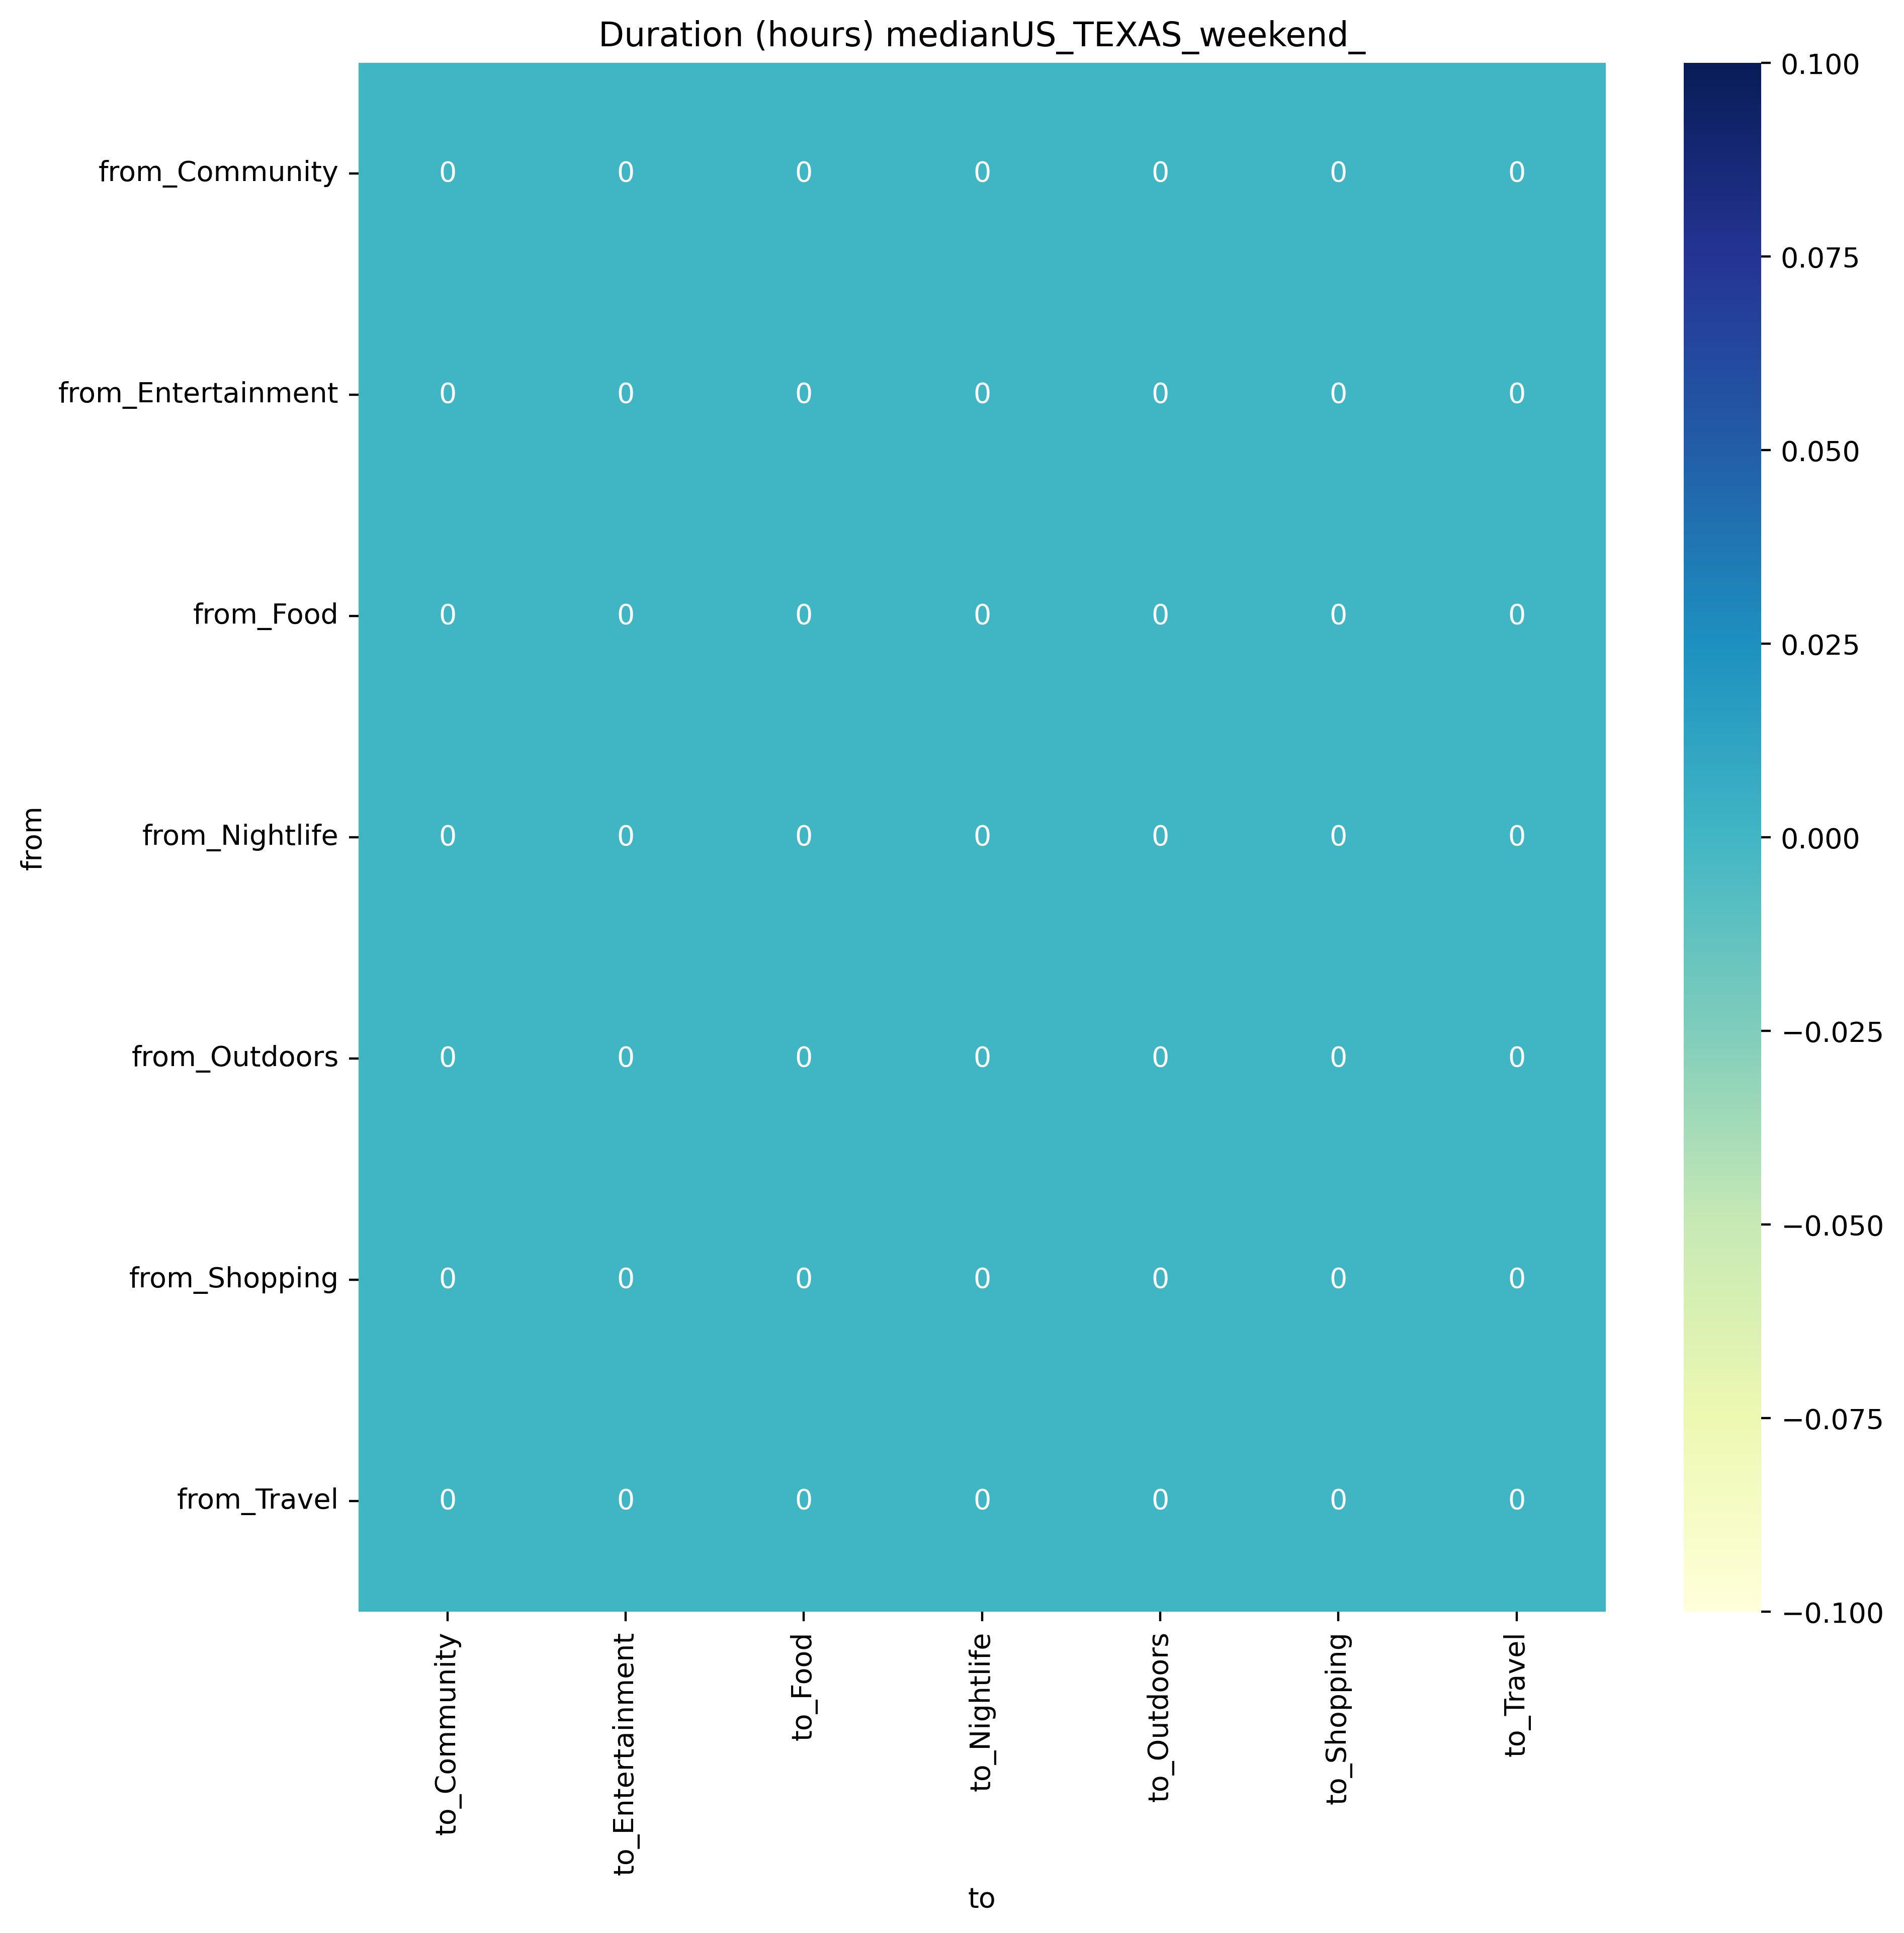 Duration (hours) medianUS_TEXAS_weekend_
from
from_Community 0 0 0 0 0 0 0
from_Entertainment 0 0 0 0 0 0 0
from_Food 0 0 0 0 0 0 0
from_Nightlife 0 0 0 0 0 0 0
from_Outdoors 0 0 0 0 0 0 0
from_Shopping 0 0 0 0 0 0 0
from_Travel 0 0 0 0 0 0 0
to_Community
to_Entertainment
to_Food
to_Nightlife
to_Outdoors
to_Shopping
to_Travel
to
0.100
0.075
0.050
0.025
0.000
−0.025
−0.050
−0.075
−0.100